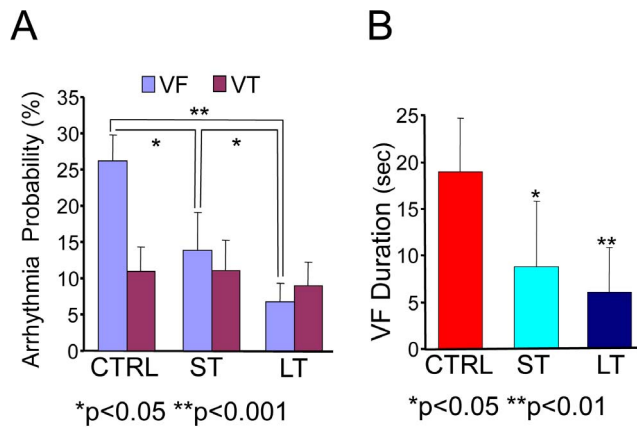 A
VF VT
Arrhythmia Probability (%)
35
30
25
20
15
10
5
0
**
* *
CTRL ST LT
*p<0.05 **p<0.001
B
VF Duration (sec)
25
20
15
10
5
0
*
**
CTRL ST LT
*p<0.05 **p<0.01